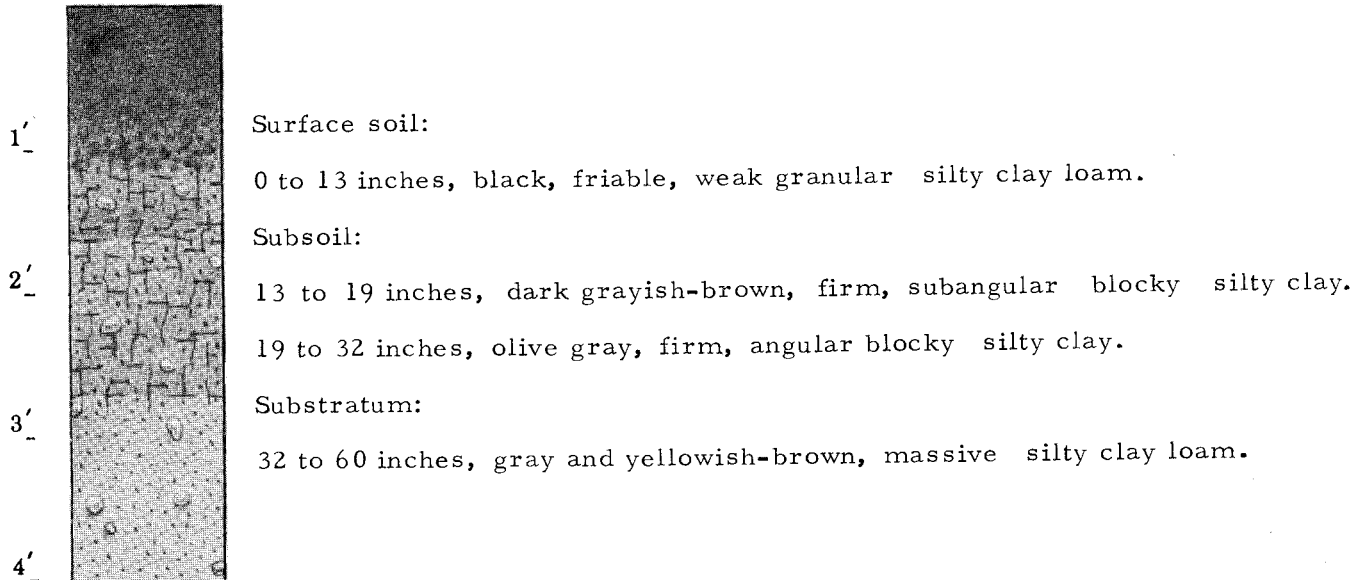 1'
Surface soil:
0 to 13 inches, black, friable, weak granular silty clay loam.
Subsoil:
2'
13 to 19 inches, dark grayish-brown, firm, subangular blocky silty clay.
19 to 32 inches, olive gray, firm, angular blocky silty clay.
Substratum:
3'
32 to 60 inches, gray and yellowish-brown, massive silty clay loam.
4'